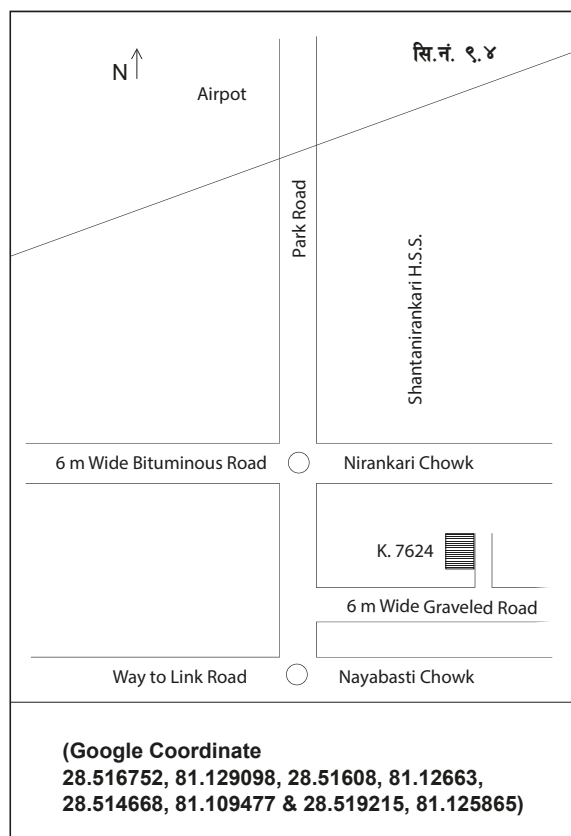 सि.नं. ९.४
N
Airpot
Park Road
Shantanirankari H.S.S.
6 m Wide Bituminous Road
Nirankari Chowk
K. 7624
6 m Wide Graveled Road
Way to Link Road
Nayabasti Chowk
(Google Coordinate
28.516752, 81.129098, 28.51608, 81.12663,
28.514668, 81.109477 & 28.519215, 81.125865)